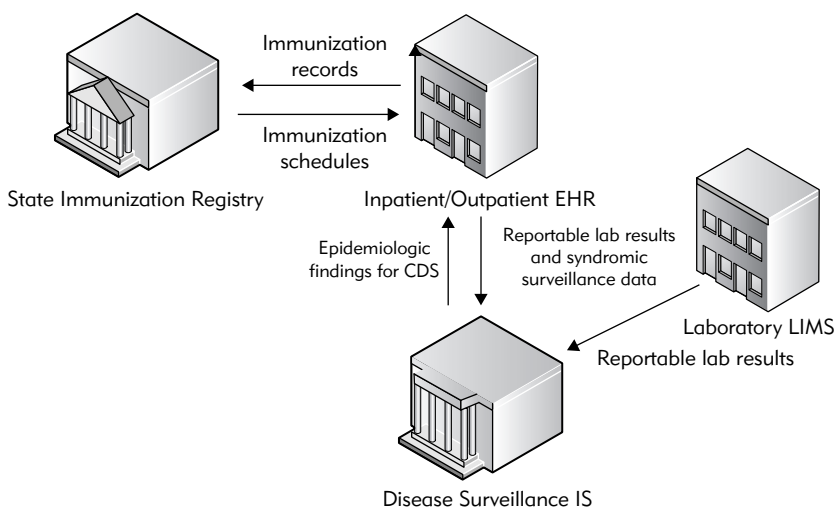 Immunization
records
Immunization
schedules
State Immunization Registry
Inpatient/Outpatient EHR
Epidemiologic
findings for CDS
Reportable lab results
and syndromic
surveillance data
Laboratory LIMS
Reportable lab results
Disease Surveillance IS